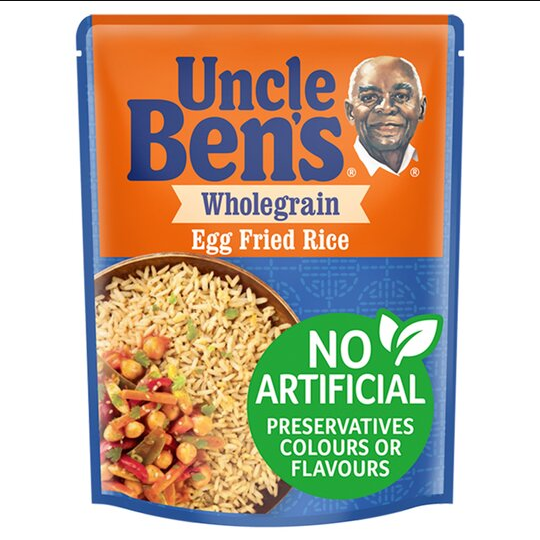 Uncle
Ben's®
®
Wholegrain
Egg Fried Rice
NO
ARTIFICIAL
PRESERVATIVES
COLOURS OR
FLAVOURS